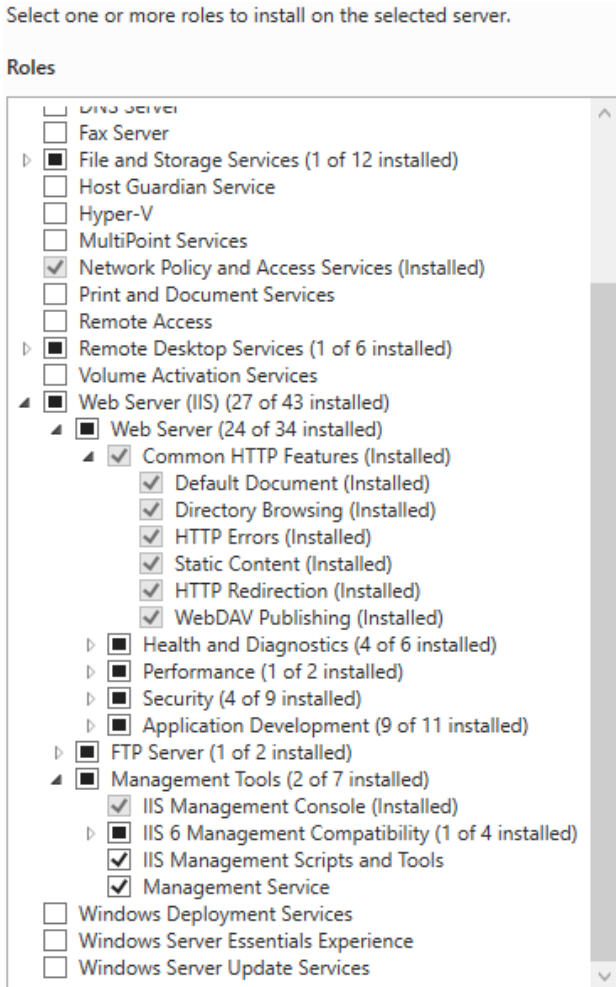 Select one or more roles to install on the selected server.
Roles
DNS Server
Fax Server
File and Storage Services (1 of 12 installed)
Host Guardian Service
Hyper-V
MultiPoint Services
Network Policy and Access Services (Installed)
Print and Document Services
Remote Access
Remote Desktop Services (1 of 6 installed)
Volume Activation Services
Web Server (IIS) (27 of 43 installed)
Web Server (24 of 34 installed)
Common HTTP Features (Installed)
Default Document (Installed)
Directory Browsing (Installed)
HTTP Errors (Installed)
Static Content (Installed)
HTTP Redirection (Installed)
WebDAV Publishing (Installed)
Health and Diagnostics (4 of 6 installed)
Performance (1 of 2 installed)
Security (4 of 9 installed)
Application Development (9 of 11 installed)
FTP Server (1 of 2 installed)
Management Tools (2 of 7 installed)
IIS Management Console (Installed)
IIS 6 Management Compatibility (1 of 4 installed)
IIS Management Scripts and Tools
Management Service
Windows Deployment Services
Windows Server Essentials Experience
Windows Server Update Services